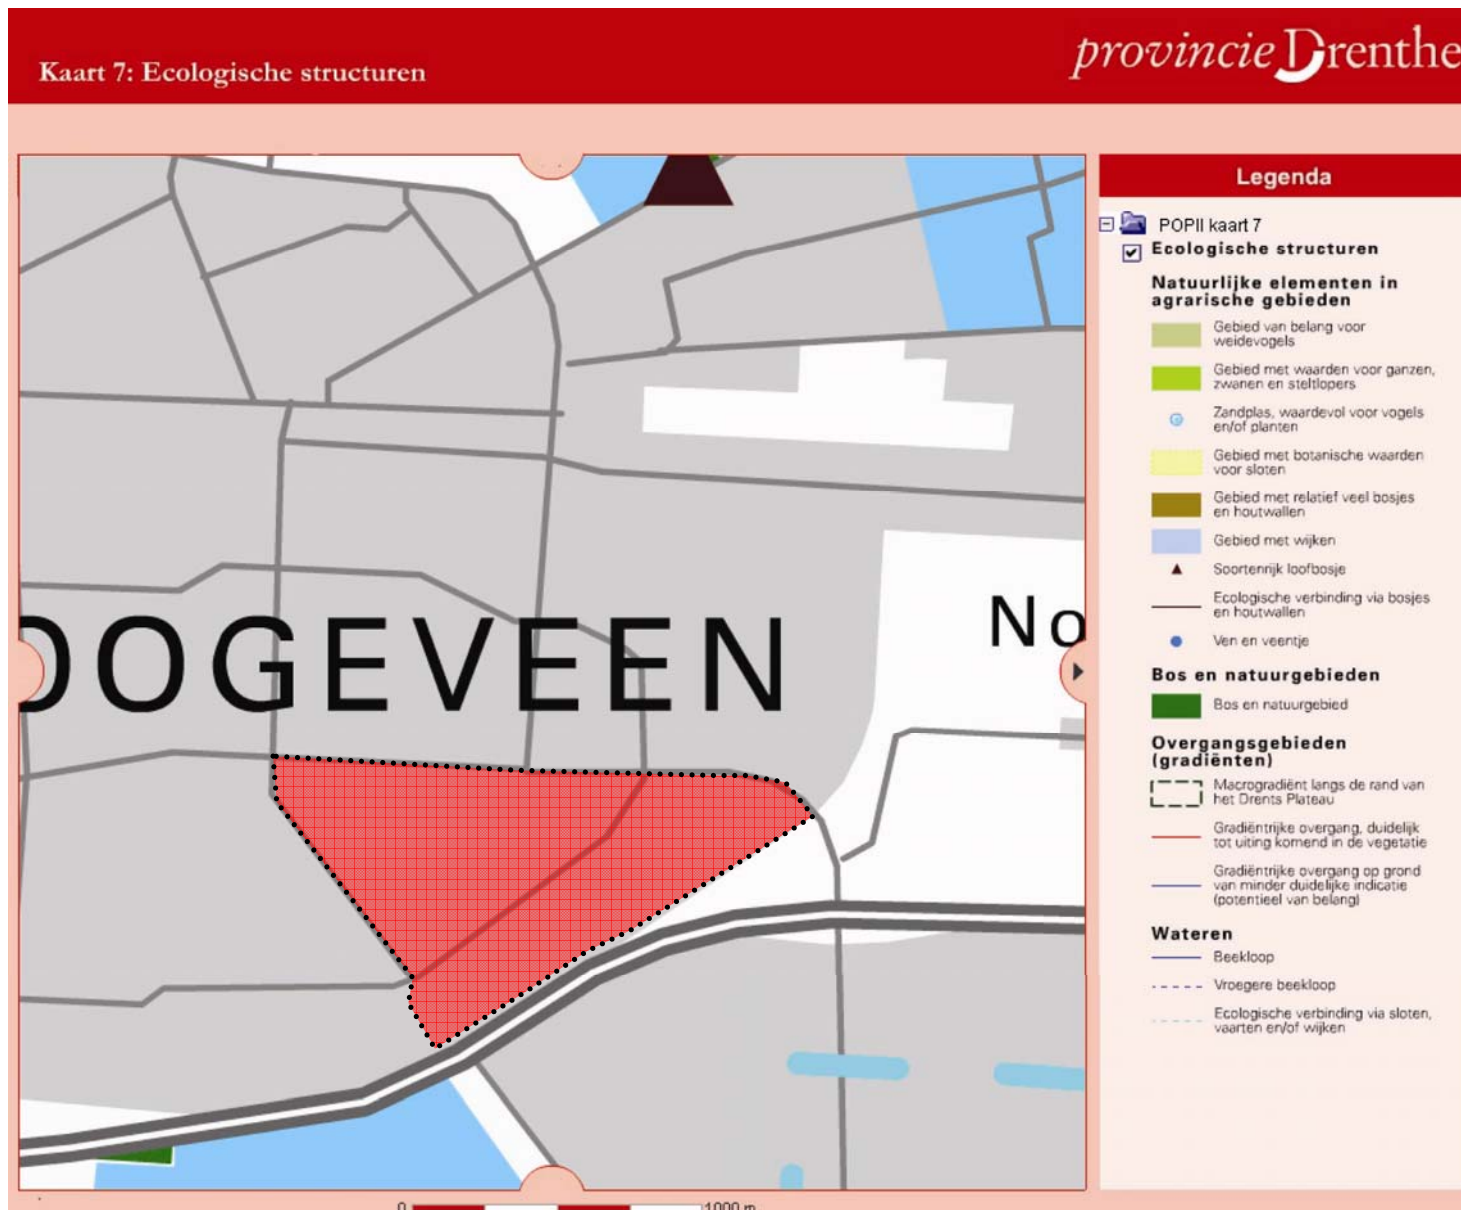 Kaart 7: Ecologische structuren
provincie Drenthe
OOGEVEEN
No
0
1000 m
Legenda
POPII kaart 7
Ecologische structuren
Natuurlijke elementen in
agrarische gebieden
Gebied van belang voor
weidevogels
Gebied met waarden voor ganzen,
zwanen en steltlopers
Zandplas, waardevol voor vogels
en/of planten
Gebied met botanische waarden
voor sloten
Gebied met relatief veel bosjes
en houtwallen
Gebied met wijken
Soortenrijk loofbosje
Ecologische verbinding via bosjes
en houtwallen
Ven en veentje
Bos en natuurgebieden
Bos en natuurgebied
Overgangsgebieden
(gradiënten)
Macrogradiënt langs de rand van
het Drents Plateau
Gradiëntrijke overgang, duidelijk
tot uiting komend in de vegetatie
Gradiëntrijke overgang op grond
van minder duidelijke indicatie
(potentieel van belang)
Wateren
Beekloop
Vroegere beekloop
Ecologische verbinding via sloten,
vaarten en/of wijken